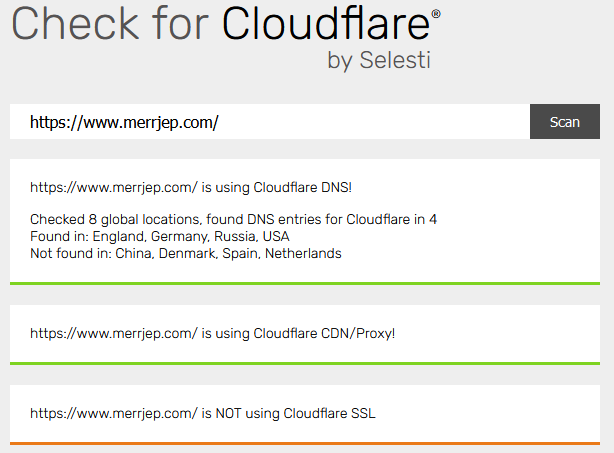 Check for Cloudflare®
by Selesti
https://www.merrjep.com/
Scan
https://www.merrjep.com/ is using Cloudflare DNS!
Checked 8 global locations, found DNS entries for Cloudflare in 4
Found in: England, Germany, Russia, USA
Not found in: China, Denmark, Spain, Netherlands
https://www.merrjep.com/ is using Cloudflare CDN/Proxy!
https://www.merrjep.com/ is NOT using Cloudflare SSL